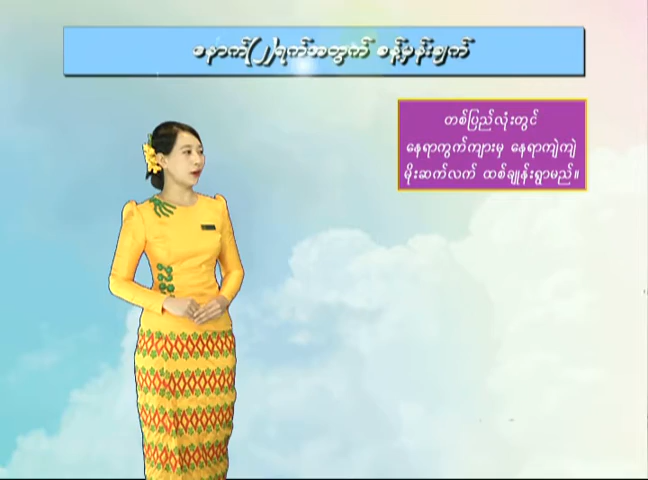 နောက်(၂)ရက်အတွက် ခန့်မှန်းချက်
တစ်ပြည်လုံးတွင်
နေရာကွက်ကျားမှ နေရာကျဲကျဲ
မိုးဆက်လက် ထစ်ချုန်းရွာမည်။